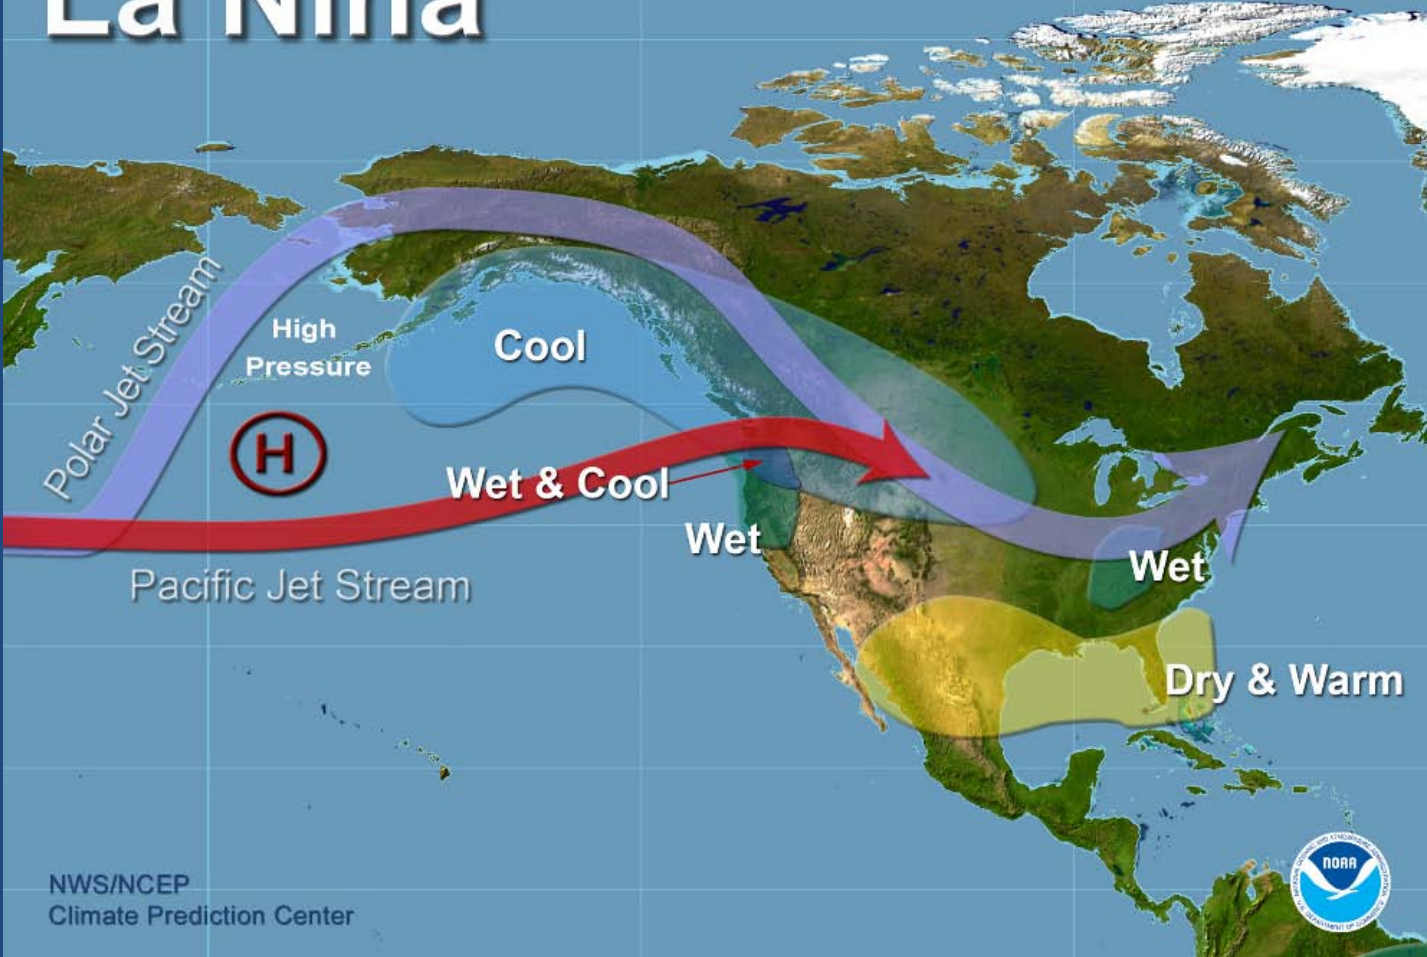 La Niña
Polar Jet Stream
High
Pressure
H
Cool
Wet & Cool
Wet
Wet
Pacific Jet Stream
Dry & Warm
NWS/NCEP
Climate Prediction Center
NOAA